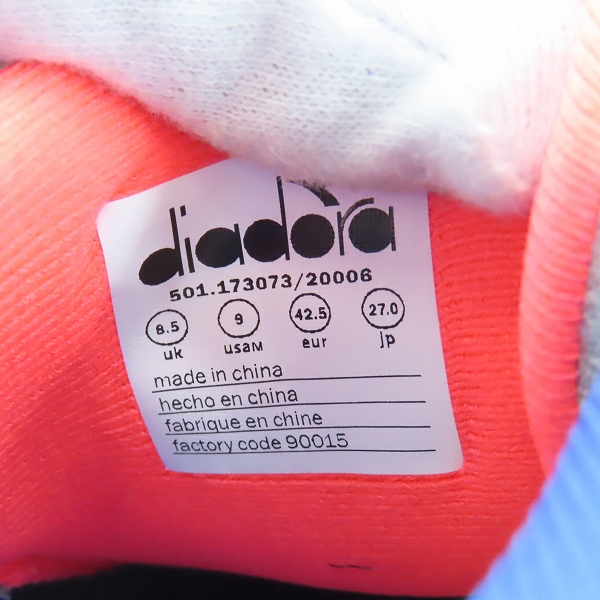 diadora
501.173073/20006
8.5 9 42.5 27.0
uk usaM eur jp
made in china
hecho en china
fabrique en chine
factory code 90015